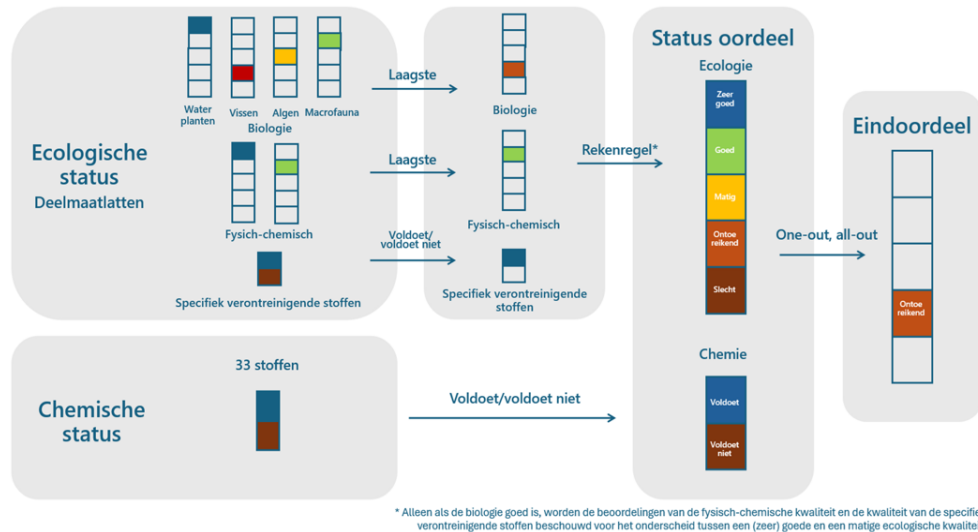 Ecologische
status
Deelmaatlatten
Water
planten
Vissen
Algen
Macrofauna
Biologie
Fysich-chemisch
Specifiek verontreinigende stoffen
Laagste
Laagste
Voldoet/
voldoet niet
Biologie
Fysisch-chemisch
Specifiek verontreinigende
stoffen
Rekenregel*
Status oordeel
Ecologie
Zeer
goed
Goed
Matig
Ontoe
reikend
Slecht
One-out, all-out
Eindoordeel
Ontoe
reikend
Chemische
status
33 stoffen
Voldoet/voldoet niet
Chemie
Voldoet
Voldoet
niet
* Alleen als de biologie goed is, worden de beoordelingen van de fysisch-chemische kwaliteit en de kwaliteit van de specifie
verontreinigende stoffen beschouwd voor het onderscheid tussen een (zeer) goede en een matige ecologische kwalite